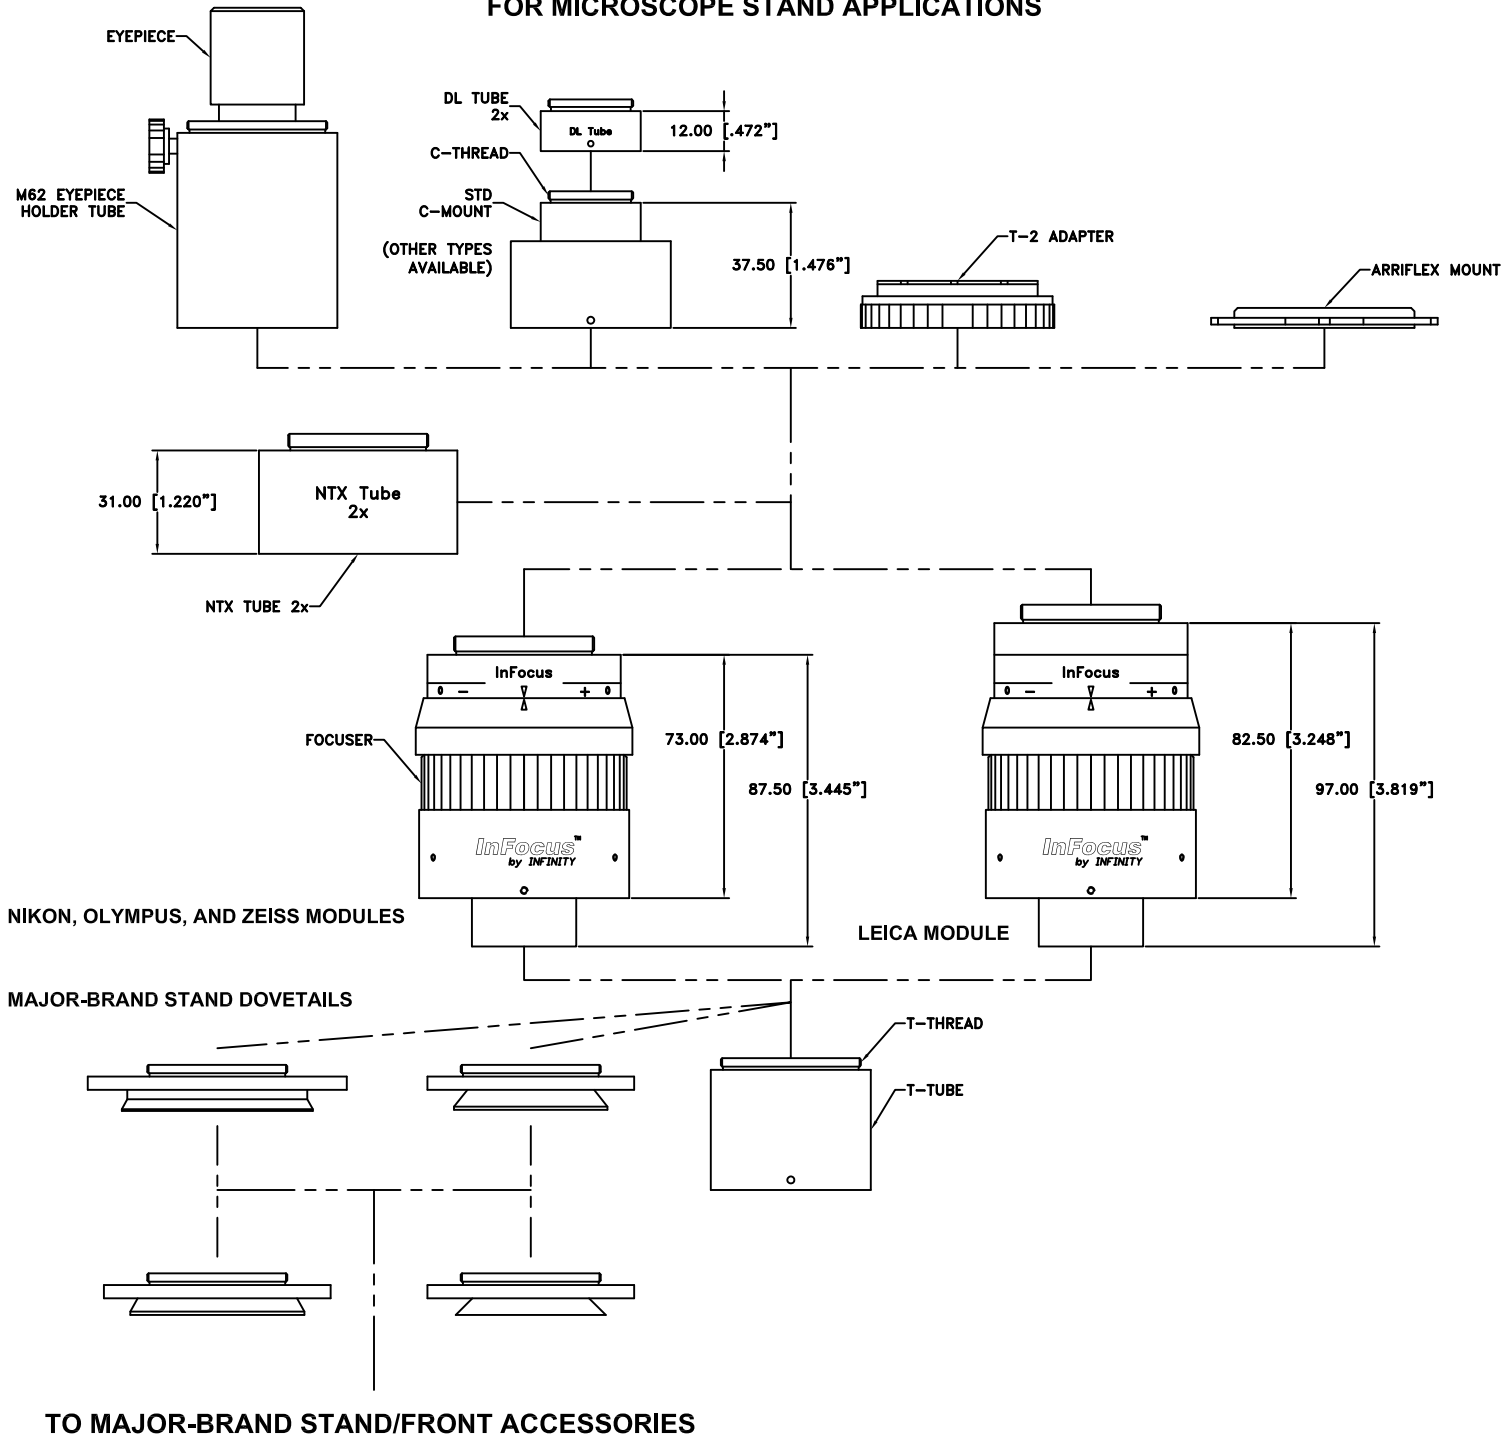 FOR MICROSCOPE STAND APPLICATIONS
EYEPIECE
M62 EYEPIECE
HOLDER TUBE
DL TUBE
2x
DL Tube
12.00 [.472"]
C-THREAD
STD
C-MOUNT
(OTHER TYPES
AVAILABLE)
37.50 [1.476"]
T-2 ADAPTER
ARRIFLEX MOUNT
31.00 [1.220"]
NTX Tube
2x
NTX TUBE 2x
InFocus
0 - + 0
FOCUSER
73.00 [2.874"]
87.50 [3.445"]
InFocus™
by INFINITY
InFocus
0 - + 0
82.50 [3.248"]
97.00 [3.819"]
InFocus™
by INFINITY
NIKON, OLYMPUS, AND ZEISS MODULES
LEICA MODULE
MAJOR-BRAND STAND DOVETAILS
T-THREAD
T-TUBE
TO MAJOR-BRAND STAND/FRONT ACCESSORIES